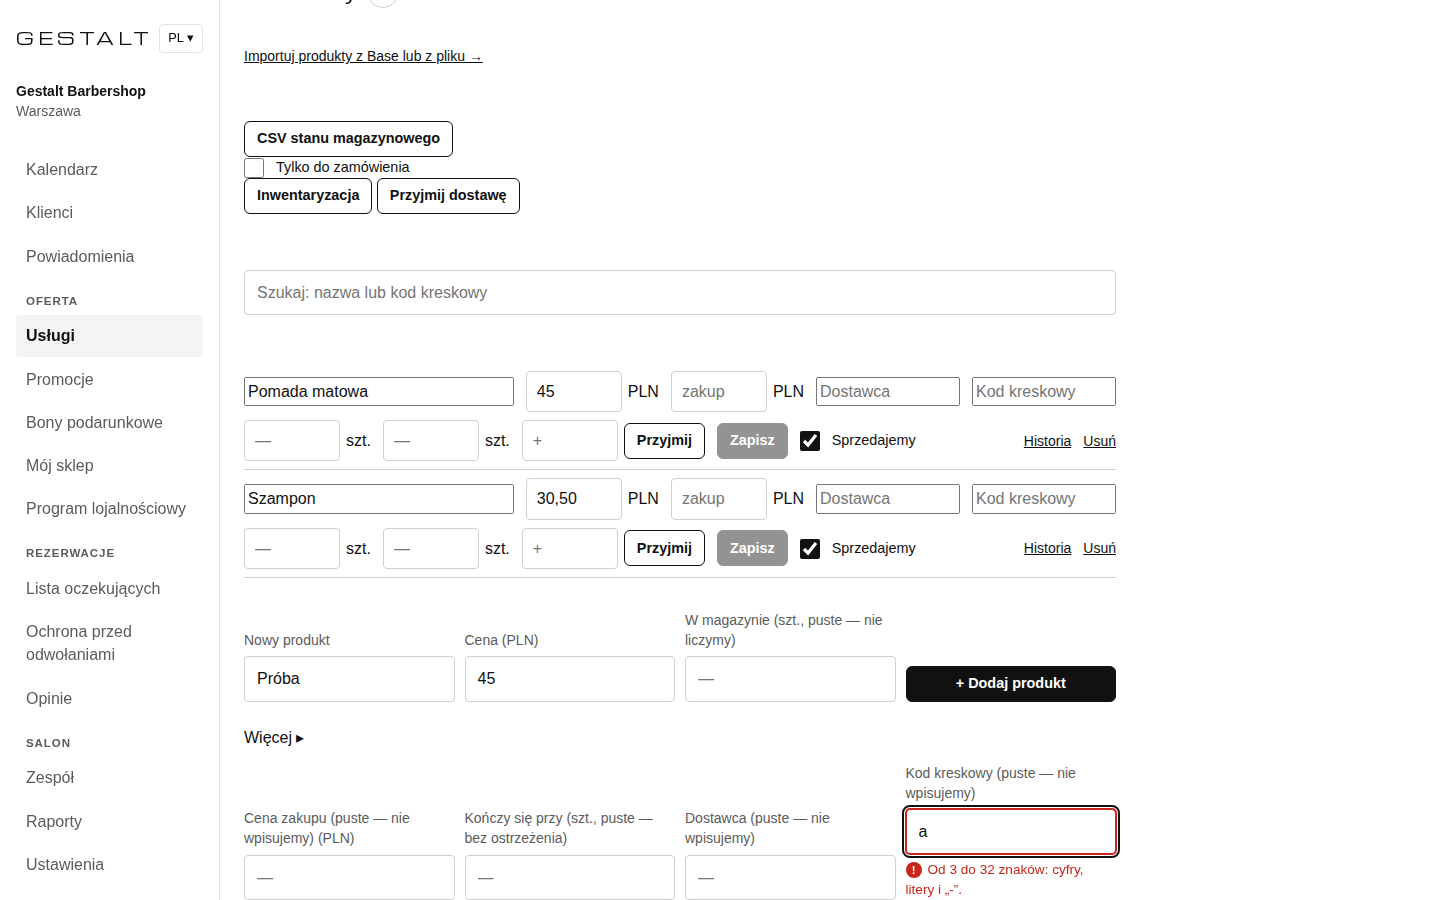 GESTALT PL ▾
Gestalt Barbershop
Warszawa
Kalendarz
Klienci
Powiadomienia
OFERTA
Usługi
Promocje
Bony podarunkowe
Mój sklep
Program lojalnościowy
REZERWACJE
Lista oczekujących
Ochrona przed
odwołaniami
Opinie
SALON
Zespół
Raporty
Ustawienia
Importuj produkty z Base lub z pliku →
CSV stanu magazynowego
Tylko do zamówienia
Inwentaryzacja Przyjmij dostawę
Szukaj: nazwa lub kod kreskowy
Pomada matowa 45 PLN zakup PLN Dostawca Kod kreskowy
— szt. — szt. + Przyjmij Zapisz Sprzedajemy Historia Usuń
Szampon 30,50 PLN zakup PLN Dostawca Kod kreskowy
— szt. — szt. + Przyjmij Zapisz Sprzedajemy Historia Usuń
Nowy produkt
Próba
Cena (PLN)
45
W magazynie (szt., puste — nie
liczymy)
—
+ Dodaj produkt
Więcej ▸
Cena zakupu (puste — nie
wpisujemy) (PLN)
—
Kończy się przy (szt., puste —
bez ostrzeżenia)
—
Dostawca (puste — nie
wpisujemy)
—
Kod kreskowy (puste — nie
wpisujemy)
a
! Od 3 do 32 znaków: cyfry,
litery i „-”.